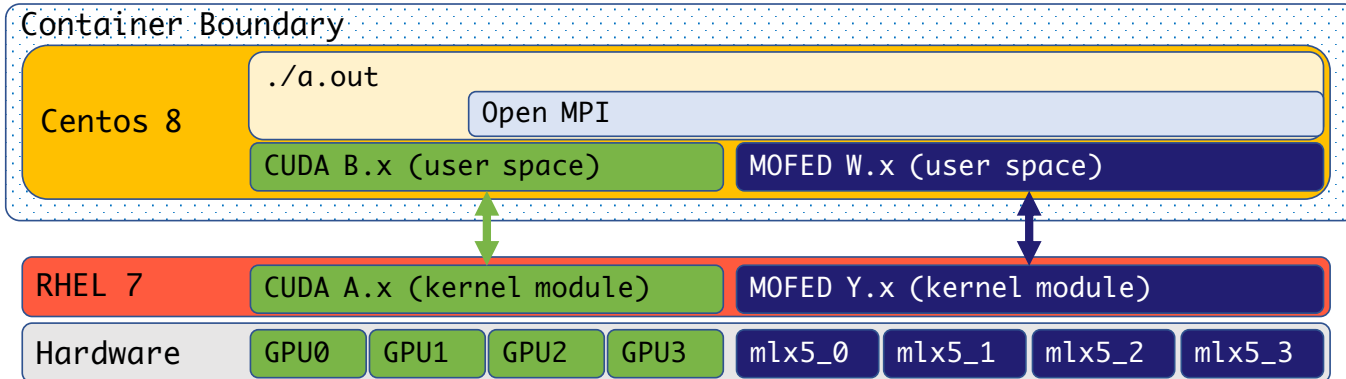 Container Boundary
./a.out
Centos 8
Open MPI
CUDA B.x (user space)
MOFED W.x (user space)
RHEL 7
CUDA A.x (kernel module)
MOFED Y.x (kernel module)
Hardware
GPU0
GPU1
GPU2
GPU3
mlx5_0
mlx5_1
mlx5_2
mlx5_3